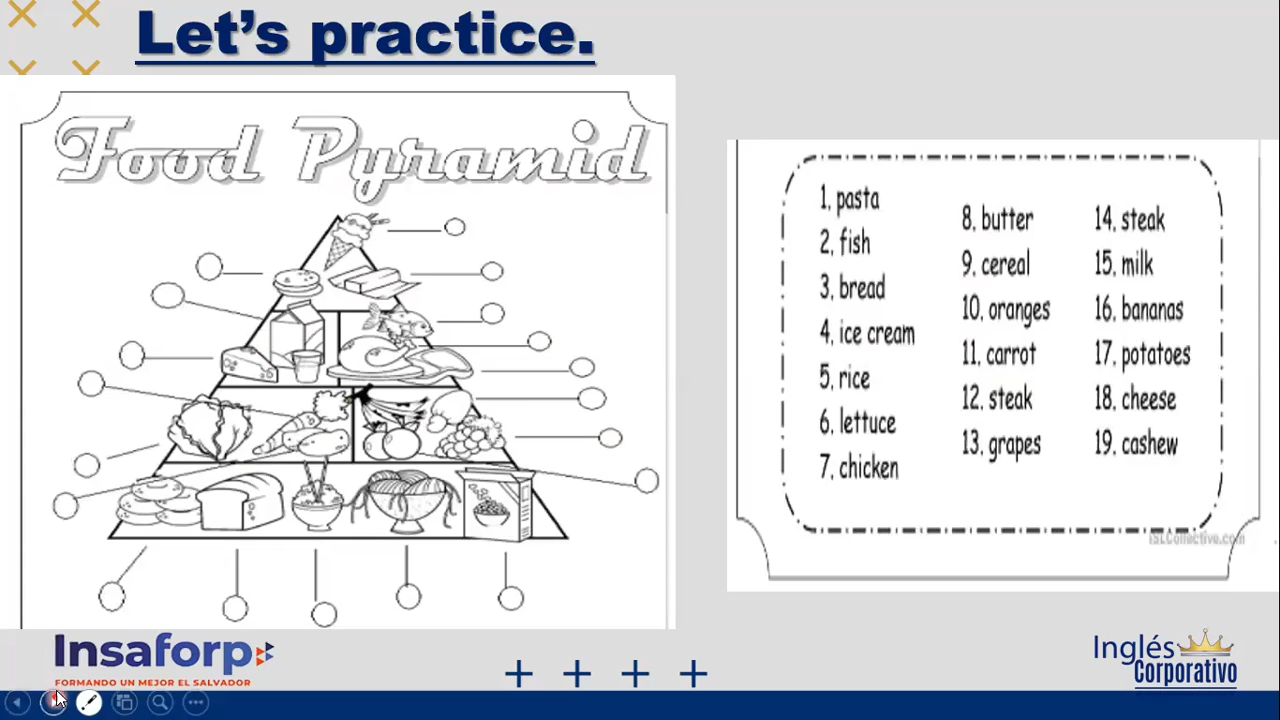 Let's practice.
Food Pyramid
1, pasta
2, fish
3, bread
4, ice cream
5, rice
6, lettuce
7, chicken
8, butter
9, cereal
10, oranges
11, carrot
12, steak
13, grapes
14, steak
15, milk
16, bananas
17, potatoes
18, cheese
19, cashew
iSLCollective.com
Insaforp
FORMANDO UN MEJOR EL SALVADOR
Inglés
Corporativo